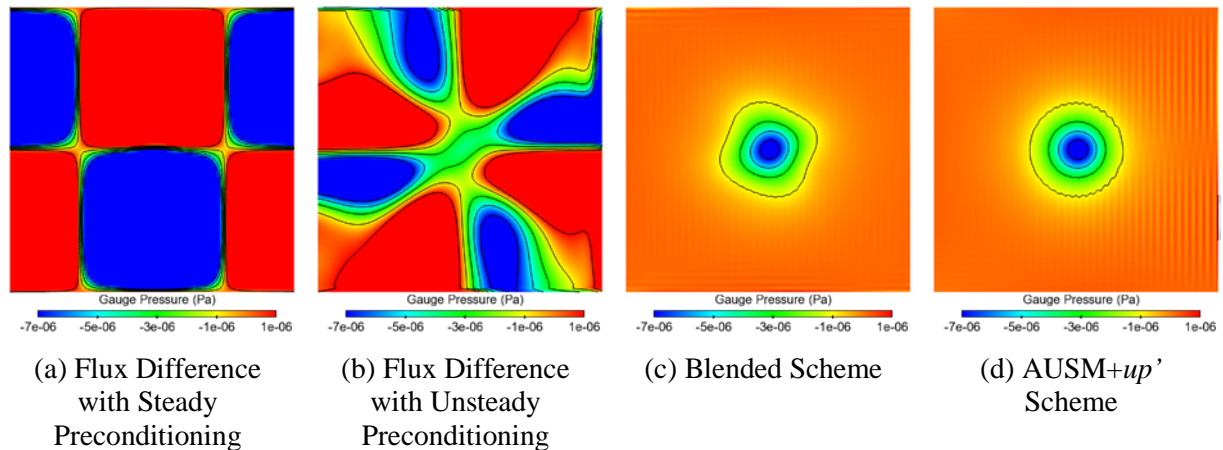 Gauge Pressure (Pa)
-7e-06 -5e-06 -3e-06 -1e-06 1e-06
(a) Flux Difference
with Steady
Preconditioning
Gauge Pressure (Pa)
-7e-06 -5e-06 -3e-06 -1e-06 1e-06
(b) Flux Difference
with Unsteady
Preconditioning
Gauge Pressure (Pa)
-7e-06 -5e-06 -3e-06 -1e-06 1e-06
(c) Blended Scheme
Gauge Pressure (Pa)
-7e-06 -5e-06 -3e-06 -1e-06 1e-06
(d) AUSM+up’
Scheme